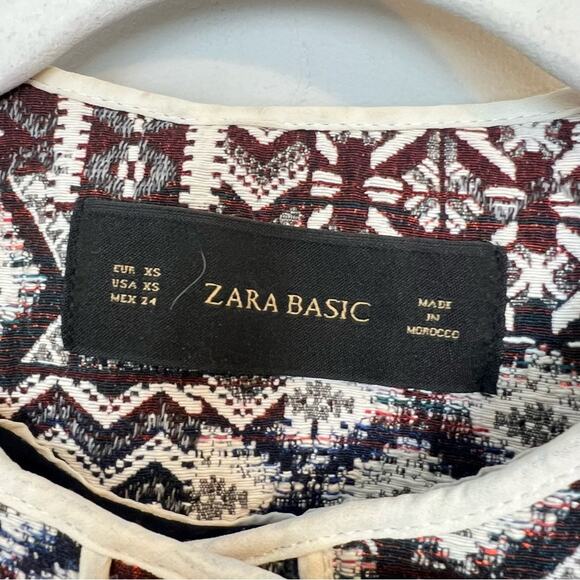 EUR XS
USA XS
MEX 24
ZARA BASIC
MADE
IN
MOROCCO